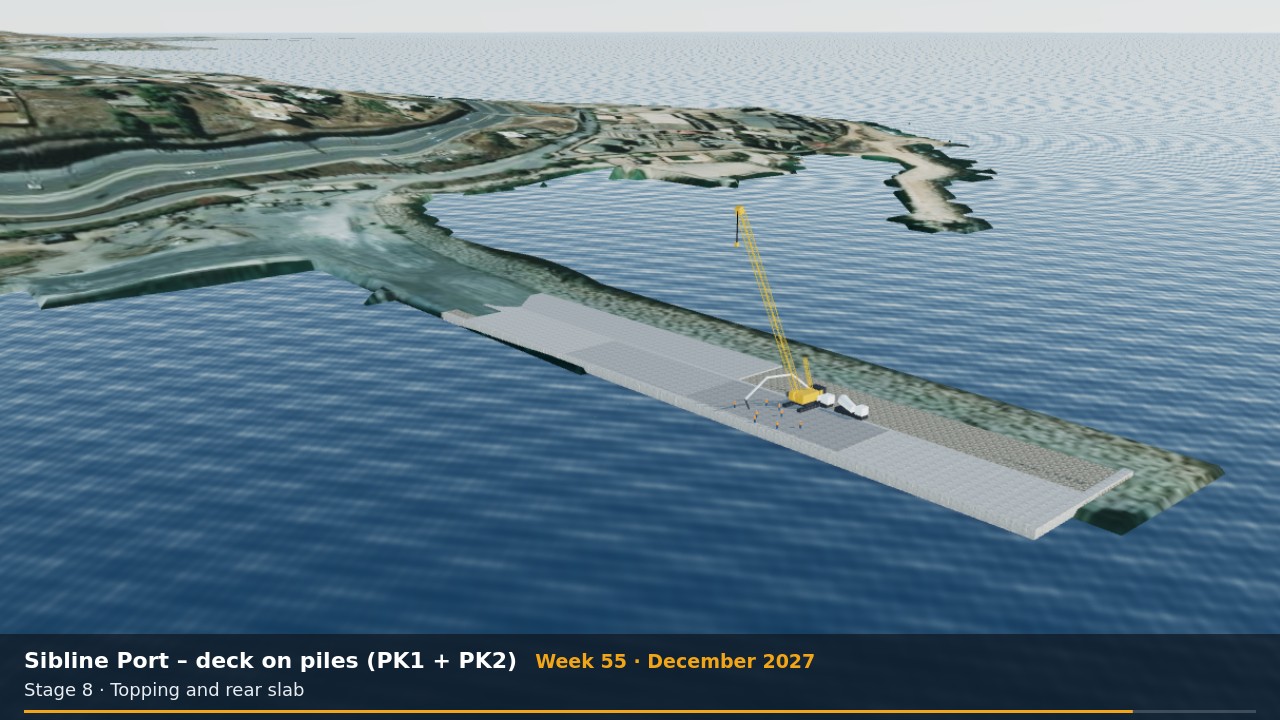 Sibline Port – deck on piles (PK1 + PK2) Week 55 · December 2027
Stage 8 · Topping and rear slab